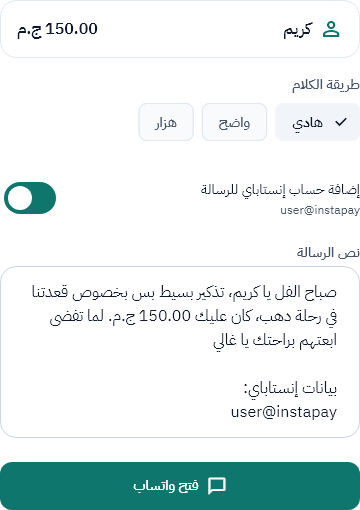 كريم
150.00 ج.م
طريقة الكلام
هادي
واضح
هزار
إضافة حساب إنستاباي للرسالة
user@instapay
نص الرسالة
صباح الفل يا كريم، تذكير بسيط بس بخصوص قعدتنا
في رحلة دهب، كان عليك 150.00 ج.م. لما تفضى
ابعتهم براحتك يا غالي
بيانات إنستاباي:
user@instapay
فتح واتساب